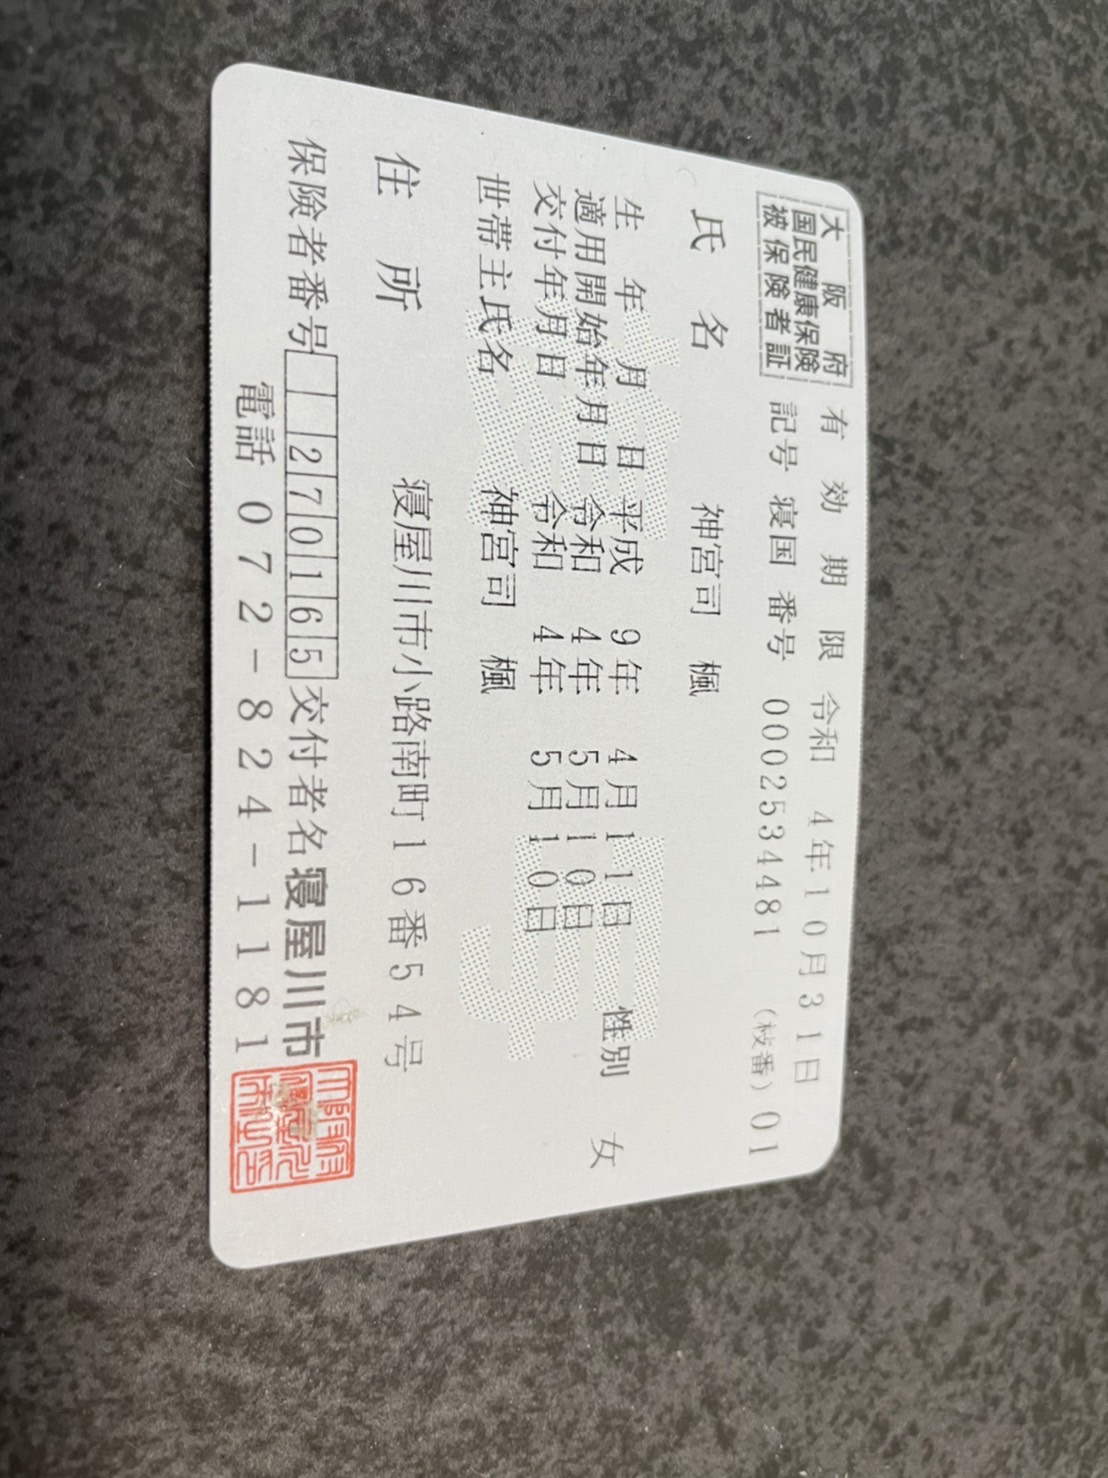 大阪府
国民健康保険
被保険者証
有効期限 令和 4年10月31日
記号 寝国 番号 0002534481 (枝番) 01
氏名 神宮司 楓
生年月日 平成 9年 4月11日 性別 女
適用開始年月日 令和 4年 5月10日
交付年月日 令和 4年 5月10日
世帯主氏名 神宮司 楓
住所 寝屋川市小路南町16番54号
保険者番号 270165 交付者名 寝屋川市
電話 072-824-1181